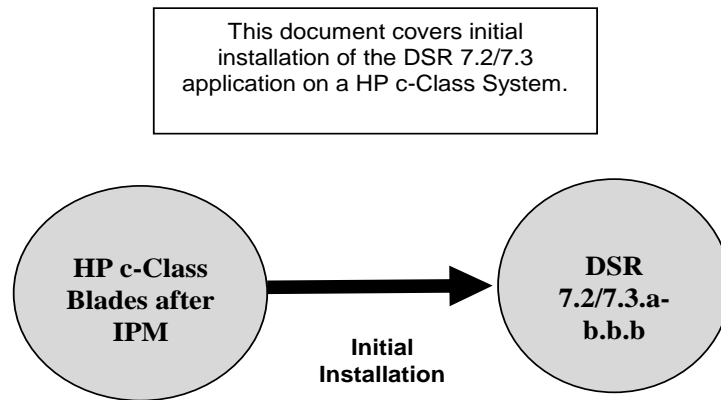 This document covers initial
installation of the DSR 7.2/7.3
application on a HP c-Class System.
HP c-Class
Blades after
IPM
Initial
Installation
DSR
7.2/7.3.a-
b.b.b